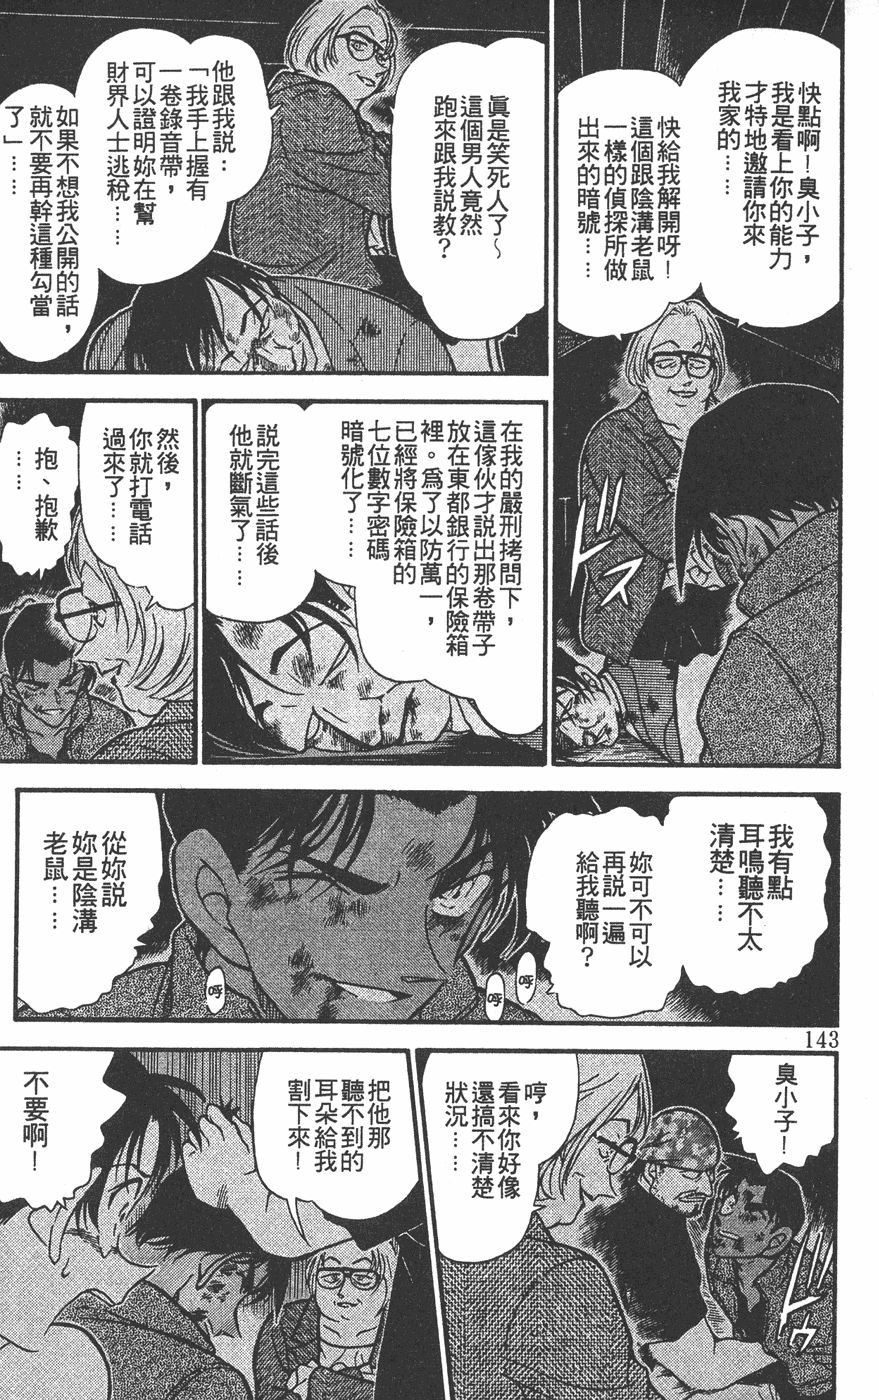 快點啊！臭小子，
我是看上你的能力
才特地邀請你來
我家的……
快給我解開呀！
這個跟陰溝老鼠
一樣的偵探所做
出來的暗號……
真是笑死人了～
這個男人竟然
跑來跟我說教？
他跟我說：
「我手上握有
一卷錄音帶，
可以證明妳在幫
財界人士逃稅……
如果不想我公開的話，
就不要再幹這種勾當
了」……
在我的嚴刑拷問下，
這傢伙才說出那卷帶子
放在東都銀行的保險箱
裡。為了以防萬一，
已經將保險箱的
七位數字密碼
暗號化了……
說完這些話後
他就斷氣了……
然後，
你就打電話
過來了……
抱、抱歉
……
我有點
耳鳴聽不太
清楚……
妳可不可以
再說一遍
給我聽啊？
呼
呼
呼
從妳說
妳是陰溝
老鼠……
143
臭小子！
哼，
看來你好像
還搞不清楚
狀況……
把他那
聽不到的
耳朵給我
割下來！
不要啊！